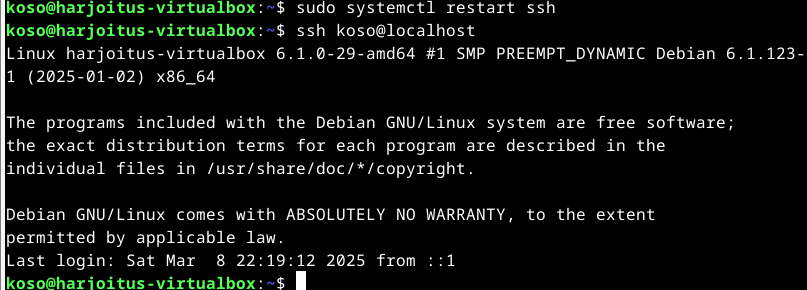 koso@harjoitus-virtualbox:~$ sudo systemctl restart ssh
koso@harjoitus-virtualbox:~$ ssh koso@localhost
Linux harjoitus-virtualbox 6.1.0-29-amd64 #1 SMP PREEMPT_DYNAMIC Debian 6.1.123-
1 (2025-01-02) x86_64

The programs included with the Debian GNU/Linux system are free software;
the exact distribution terms for each program are described in the
individual files in /usr/share/doc/*/copyright.

Debian GNU/Linux comes with ABSOLUTELY NO WARRANTY, to the extent
permitted by applicable law.
Last login: Sat Mar  8 22:19:12 2025 from ::1
koso@harjoitus-virtualbox:~$